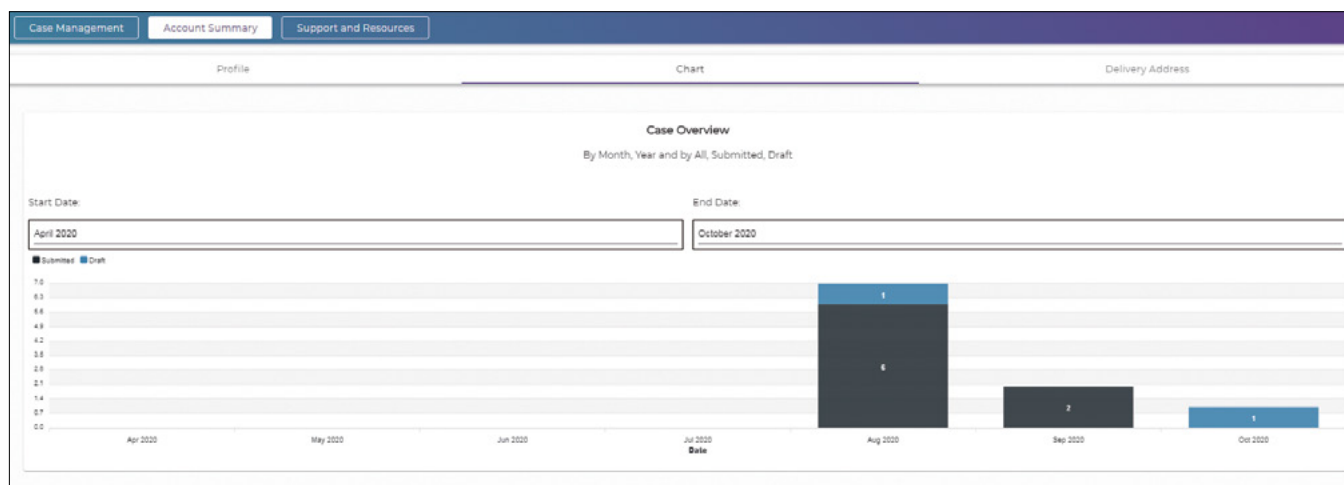 Case Management Account Summary Support and Resources
Profile Chart Delivery Address
Case Overview
By Month, Year and by All, Submitted, Draft
Start Date: End Date:
April 2020 October 2020
Submitted Draft
7.0
6.3
5.6
4.9
4.2
3.5
2.8
2.1
1.4
0.7
0.0
1
6
2
1
Apr 2020 May 2020 Jun 2020 Jul 2020 Aug 2020 Sep 2020 Oct 2020
Date